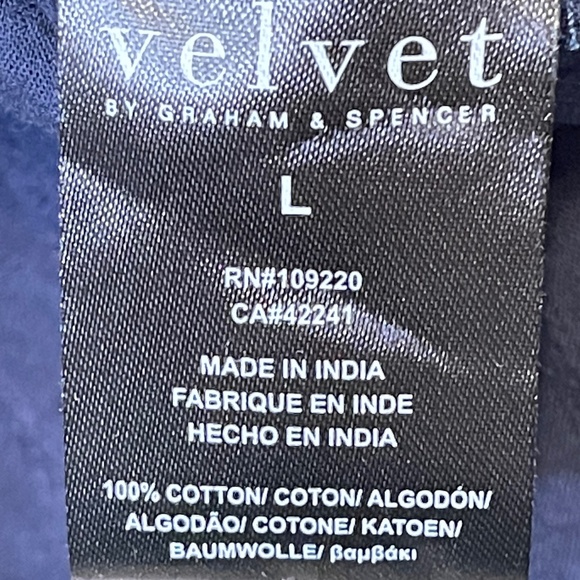 velvet
BY GRAHAM & SPENCER
L
RN#109220
CA#42241
MADE IN INDIA
FABRIQUE EN INDE
HECHO EN INDIA
100% COTTON/ COTON/ ALGODÓN/
ALGODÃO/ COTONE/ KATOEN/
BAUMWOLLE/ βαμβάκι